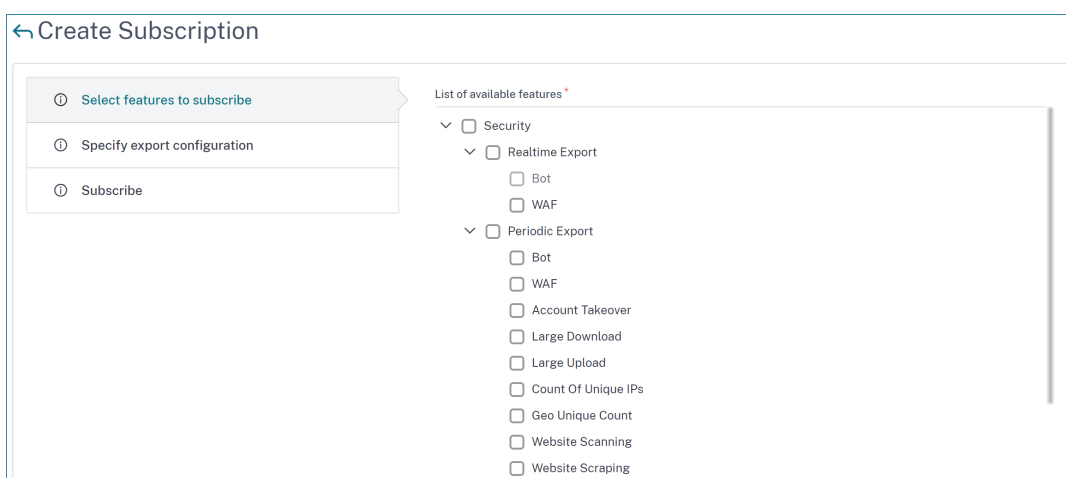 Create Subscription
Select features to subscribe
Specify export configuration
Subscribe
List of available features*
Security
Realtime Export
Bot
WAF
Periodic Export
Bot
WAF
Account Takeover
Large Download
Large Upload
Count Of Unique IPs
Geo Unique Count
Website Scanning
Website Scraping